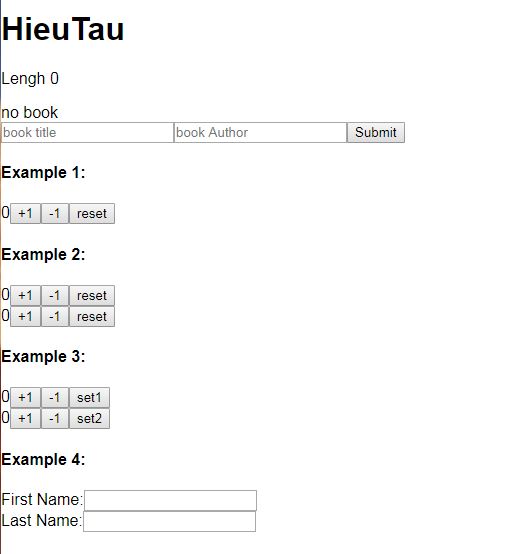 HieuTau
Lengh 0
no book
book title book Author Submit
Example 1:
0 +1 -1 reset
Example 2:
0 +1 -1 reset
0 +1 -1 reset
Example 3:
0 +1 -1 set1
0 +1 -1 set2
Example 4:
First Name:
Last Name: